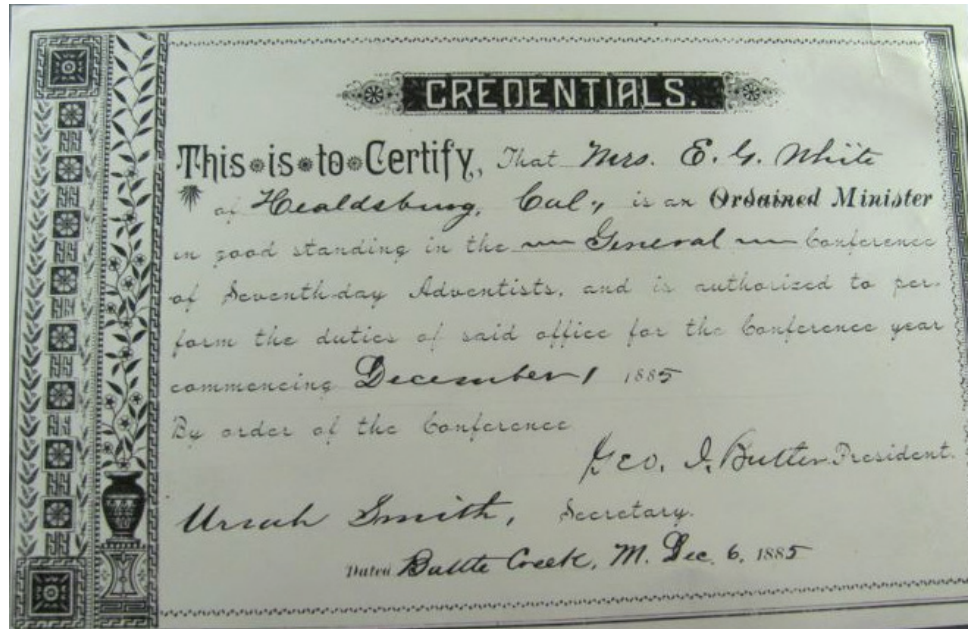 CREDENTIALS.
This is to Certify, That Mrs. E. G. White
of Healdsburg, Cal., is an Ordained Minister
in good standing in the General Conference
of Seventh-day Adventists, and is authorized to per-
form the duties of said office for the Conference year
commencing December 1 1885
By order of the Conference
Geo. I. Butler President.
Uriah Smith, Secretary.
Dated Battle Creek, M. Dec. 6, 1885